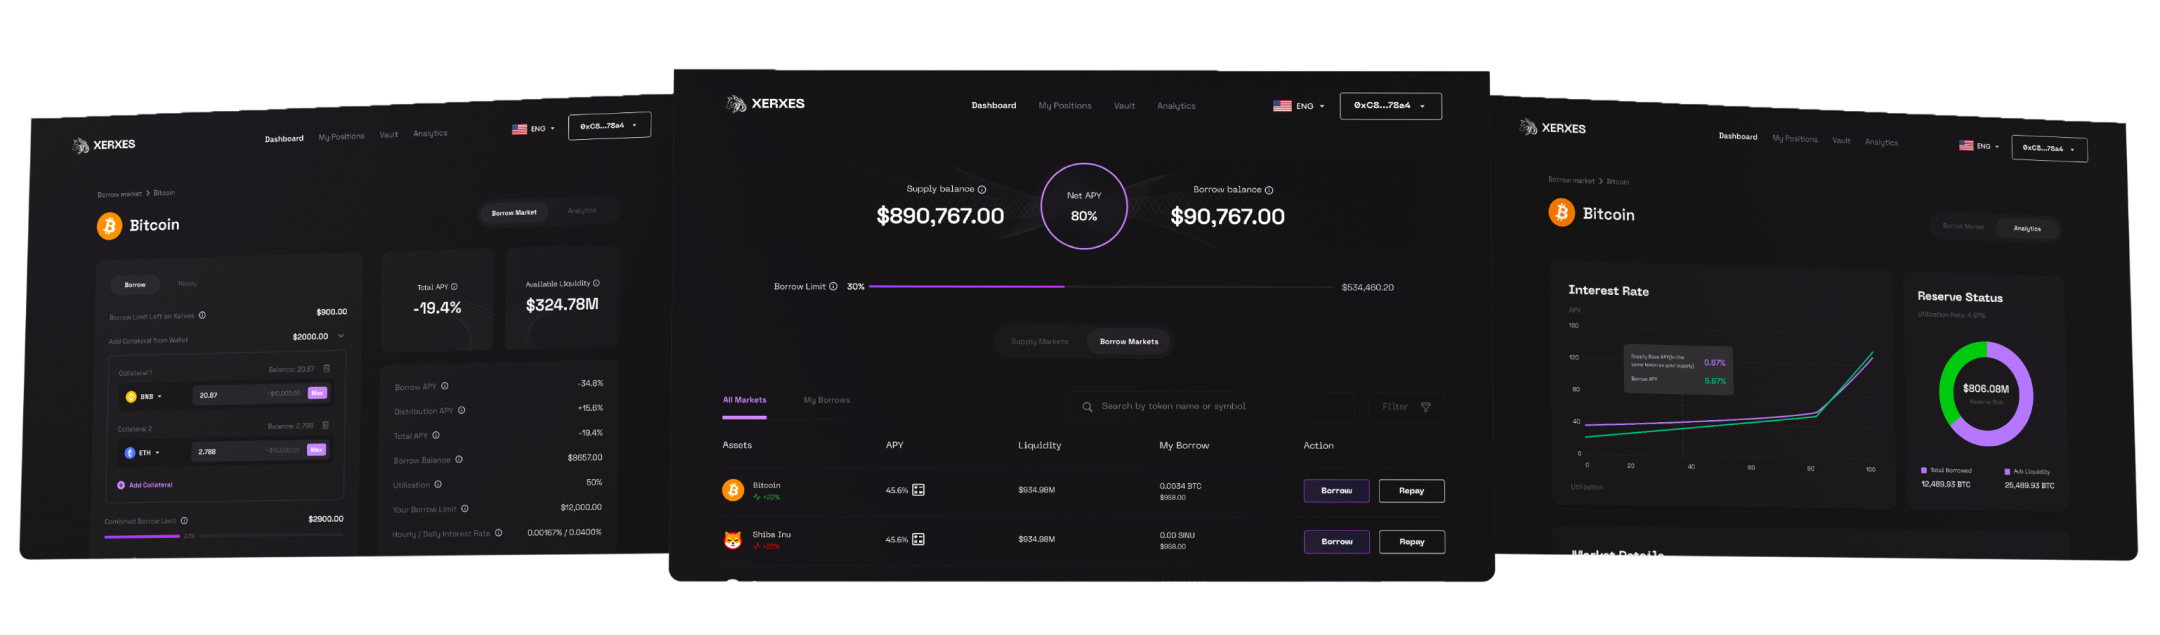 XERXES
Dashboard My Positions Vault Analytics
ENG
0xC8...78a4
Borrow market > Bitcoin
Bitcoin
Borrow Market Analytics
Borrow Repay
Borrow Limit Left on Xerxes $900.00
Add Collateral from Wallet $2000.00
Collateral 1 Balance: 20.87
BNB 20.87 ~$10,000.00 Max
Collateral 2 Balance: 2.788
ETH 2.788 ~$10,000.00 Max
Add Collateral
Combined Borrow Limit $2900.00
27%
Total APY
-19.4%
Available Liquidity
$324.78M
Borrow APY -34.8%
Distribution APY +15.6%
Total APY -19.4%
Borrow Balance $8657.00
Utilization 50%
Your Borrow Limit $12,000.00
Hourly / Daily Interest Rate 0.00167% / 0.0400%
XERXES
Dashboard My Positions Vault Analytics
ENG
0xC8...78a4
Supply balance
$890,767.00
Net APY
80%
Borrow balance
$90,767.00
Borrow Limit 30% $534,460.20
Supply Markets Borrow Markets
All Markets My Borrows
Search by token name or symbol
Filter
Assets APY Liquidity My Borrow Action
Bitcoin 45.6% $934.98M 0.0034 BTC Borrow Repay
+22% $958.00
Shiba Inu 45.6% $934.98M 0.00 SINU Borrow Repay
+22% $958.00
XERXES
Dashboard My Positions Vault Analytics
ENG
0xC8...78a4
Borrow market > Bitcoin
Bitcoin
Borrow Market Analytics
Interest Rate
APY
160
120
80
40
0
0 20 40 60 80 100
Utilization
Supply Base APY(in the
same token as your supply) 0.67%
Borrow APY 5.67%
Reserve Status
Utilization Rate: 4.97%
$806.08M
Reserve Size
Total Borrowed
12,489.93 BTC
Avb Liquidity
25,489.93 BTC
Market Details